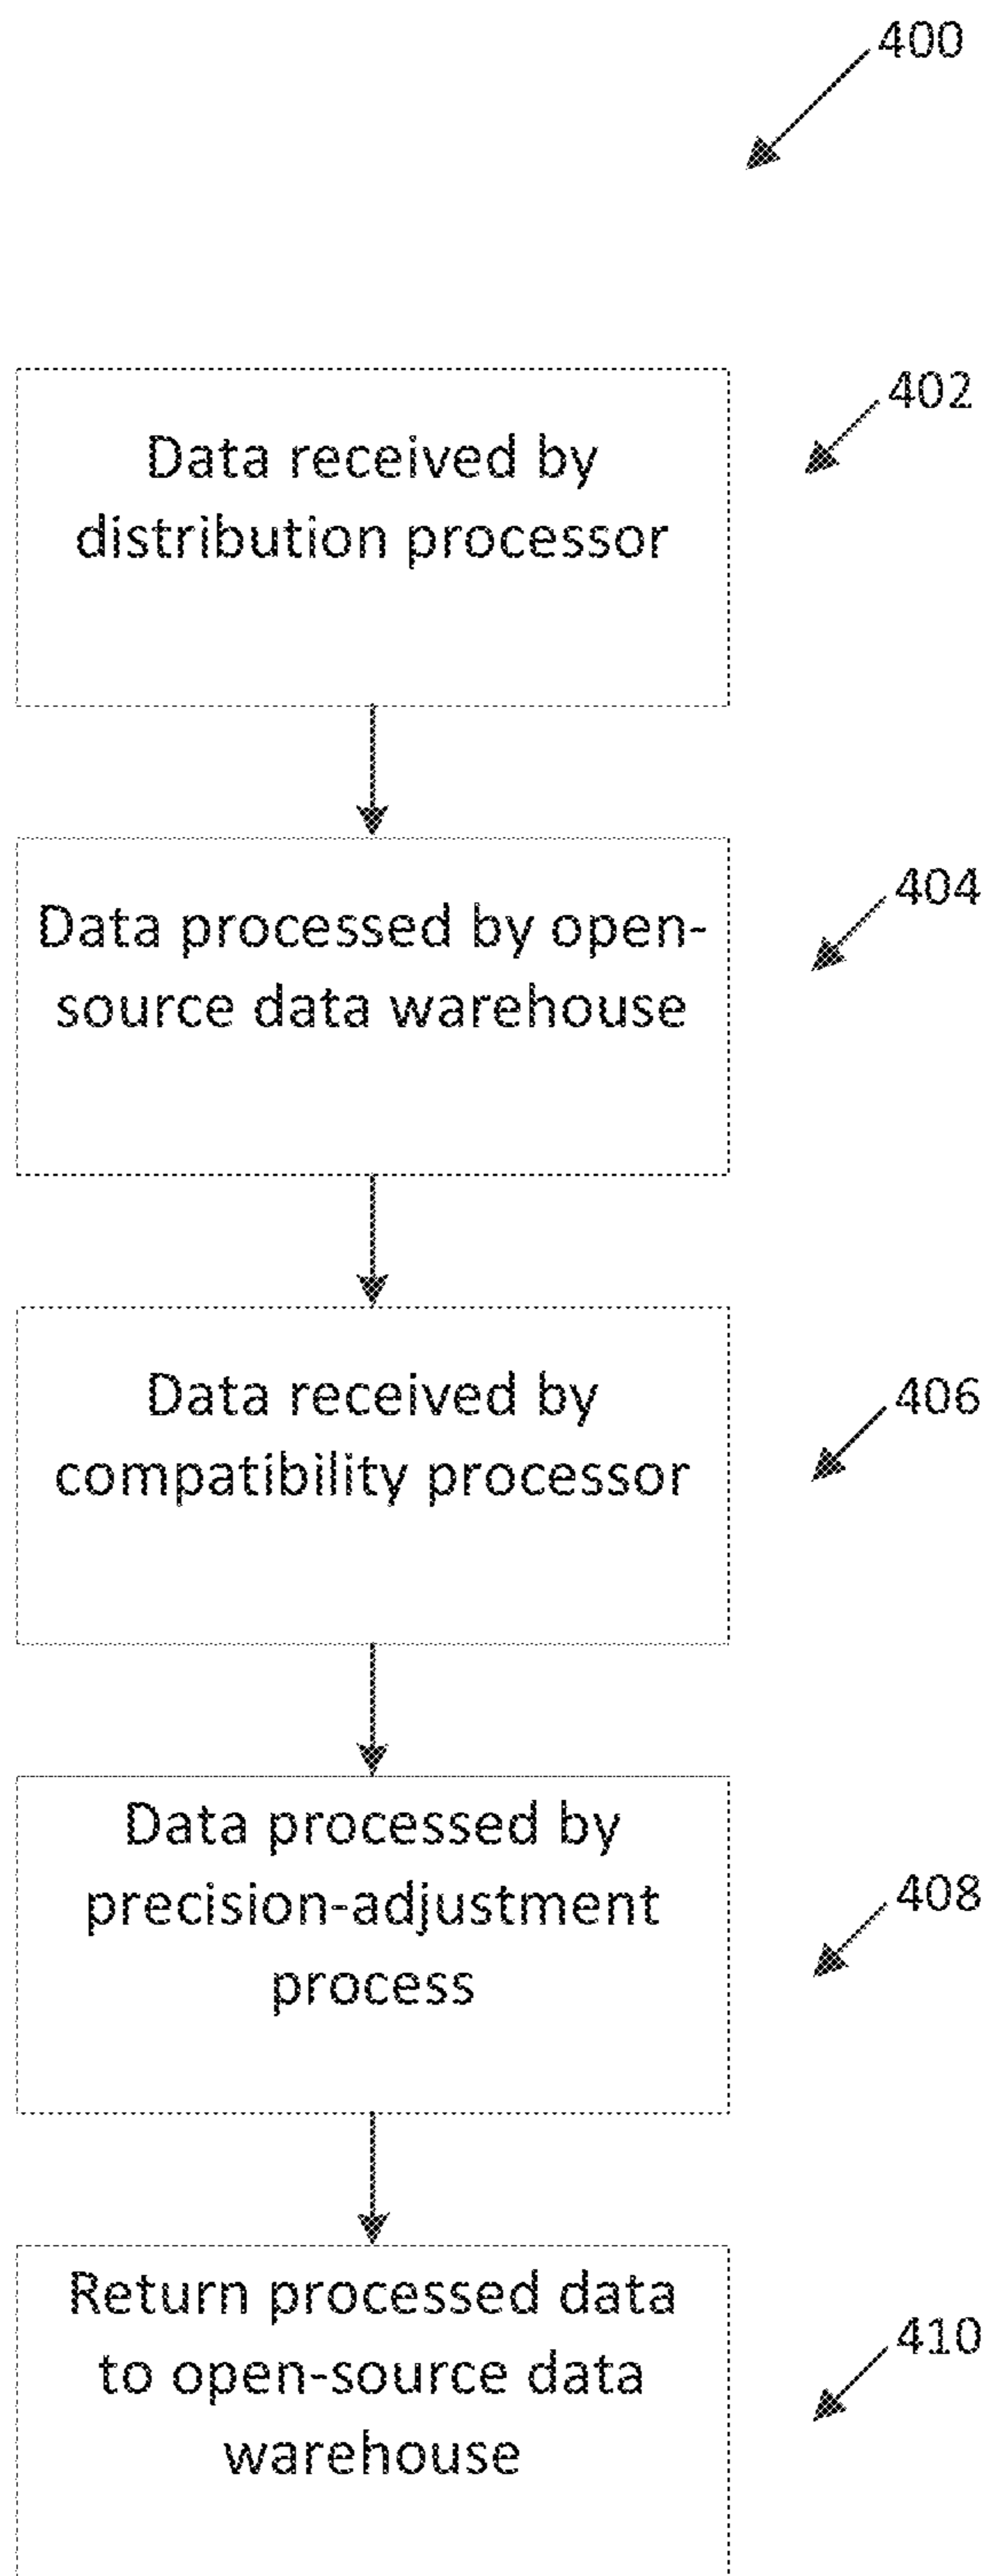 400
402
Data received by
distribution processor
404
Data processed by open-
source data warehouse
406
Data received by
compatibility processor
408
Data processed by
precision-adjustment
process
410
Return processed data
to open-source data
warehouse